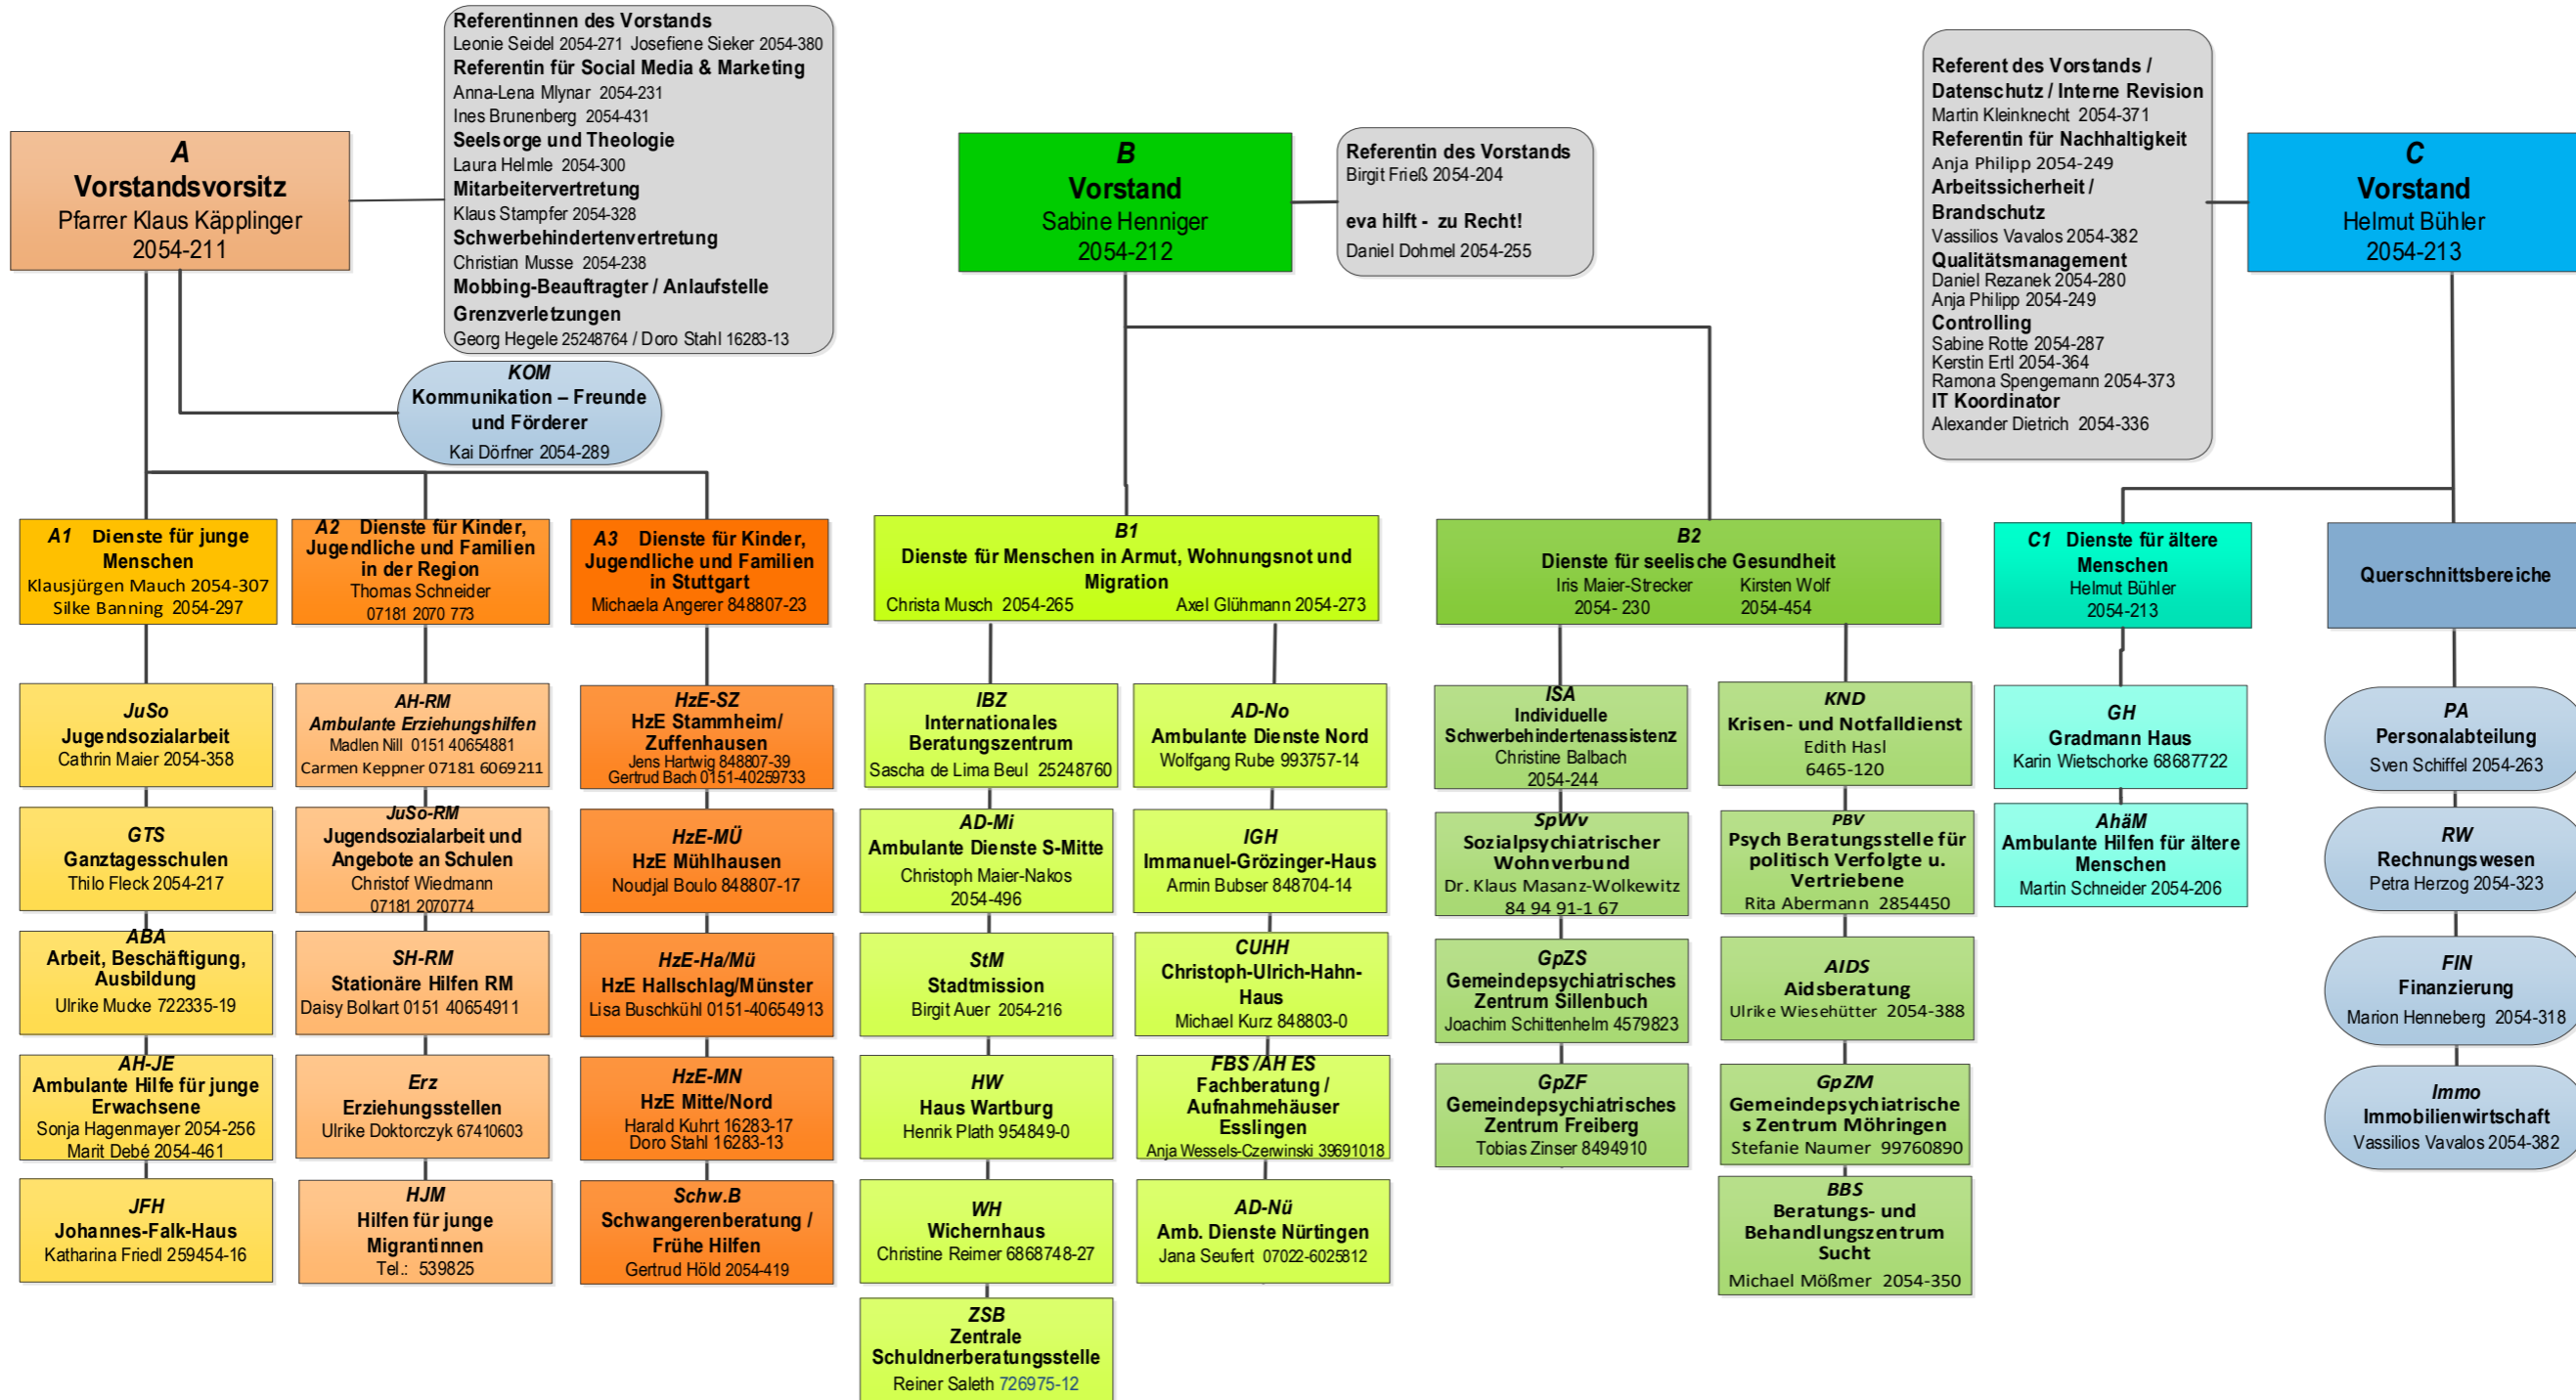 A
Vorstandsvorsitz
Pfarrer Klaus Käpplinger
2054-211
Referentinnen des Vorstands
Leonie Seidel 2054-271 Josefiene Sieker 2054-380
Referentin für Social Media & Marketing
Anna-Lena Mlynar 2054-231
Ines Brunenberg 2054-431
Seelsorge und Theologie
Laura Helmle 2054-300
Mitarbeitervertretung
Klaus Stampfer 2054-328
Schwerbehindertenvertretung
Christian Musse 2054-238
Mobbing-Beauftragter / Anlaufstelle
Grenzverletzungen
Georg Hegele 25248764 / Doro Stahl 16283-13
KOM
Kommunikation – Freunde
und Förderer
Kai Dörfner 2054-289
B
Vorstand
Sabine Henniger
2054-212
Referentin des Vorstands
Birgit Frieß 2054-204
eva hilft - zu Recht!
Daniel Dohmel 2054-255
Referent des Vorstands /
Datenschutz / Interne Revision
Martin Kleinknecht 2054-371
Referentin für Nachhaltigkeit
Anja Philipp 2054-249
Arbeitssicherheit /
Brandschutz
Vassilios Vavalos 2054-382
Qualitätsmanagement
Daniel Rezanek 2054-280
Anja Philipp 2054-249
Controlling
Sabine Rotte 2054-287
Kerstin Ertl 2054-364
Ramona Spengemann 2054-373
IT Koordinator
Alexander Dietrich 2054-336
C
Vorstand
Helmut Bühler
2054-213
A1 Dienste für junge
Menschen
Klausjürgen Mauch 2054-307
Silke Banning 2054-297
JuSo
Jugendsozialarbeit
Cathrin Maier 2054-358
GTS
Ganztagesschulen
Thilo Fleck 2054-217
ABA
Arbeit, Beschäftigung,
Ausbildung
Ulrike Mucke 722335-19
AH-JE
Ambulante Hilfe für junge
Erwachsene
Sonja Hagenmayer 2054-256
Marit Debé 2054-461
JFH
Johannes-Falk-Haus
Katharina Friedl 259454-16
A2 Dienste für Kinder,
Jugendliche und Familien
in der Region
Thomas Schneider
07181 2070 773
AH-RM
Ambulante Erziehungshilfen
Madlen Nill 0151 40654881
Carmen Keppner 07181 6069211
JuSo-RM
Jugendsozialarbeit und
Angebote an Schulen
Christof Wiedmann
07181 2070774
SH-RM
Stationäre Hilfen RM
Daisy Bolkart 0151 40654911
Erz
Erziehungsstellen
Ulrike Doktorczyk 67410603
HJM
Hilfen für junge
Migrantinnen
Tel.: 539825
A3 Dienste für Kinder,
Jugendliche und Familien
in Stuttgart
Michaela Angerer 848807-23
HzE-SZ
HzE Stammheim/
Zuffenhausen
Jens Hartwig 848807-39
Gertrud Bach 0151-40259733
HzE-MÜ
HzE Mühlhausen
Noudjal Boulo 848807-17
HzE-Ha/Mü
HzE Hallschlag/Münster
Lisa Buschkühl 0151-40654913
HzE-MN
HzE Mitte/Nord
Harald Kuhrt 16283-17
Doro Stahl 16283-13
Schw.B
Schwangerenberatung /
Frühe Hilfen
Gertrud Höld 2054-419
B1
Dienste für Menschen in Armut, Wohnungsnot und
Migration
Christa Musch 2054-265 Axel Glühmann 2054-273
IBZ
Internationales
Beratungszentrum
Sascha de Lima Beul 25248760
AD-Mi
Ambulante Dienste S-Mitte
Christoph Maier-Nakos
2054-496
StM
Stadtmission
Birgit Auer 2054-216
HW
Haus Wartburg
Henrik Plath 954849-0
WH
Wichernhaus
Christine Reimer 6868748-27
ZSB
Zentrale
Schuldnerberatungsstelle
Reiner Saleth 726975-12
AD-No
Ambulante Dienste Nord
Wolfgang Rube 993757-14
IGH
Immanuel-Grözinger-Haus
Armin Bubser 848704-14
CUHH
Christoph-Ulrich-Hahn-
Haus
Michael Kurz 848803-0
FBS /AH ES
Fachberatung /
Aufnahmehäuser
Esslingen
Anja Wessels-Czerwinski 39691018
AD-Nü
Amb. Dienste Nürtingen
Jana Seufert 07022-6025812
B2
Dienste für seelische Gesundheit
Iris Maier-Strecker Kirsten Wolf
2054- 230 2054-454
ISA
Individuelle
Schwerbehindertenassistenz
Christine Balbach
2054-244
SpWv
Sozialpsychiatrischer
Wohnverbund
Dr. Klaus Masanz-Wolkewitz
84 94 91-1 67
GpZS
Gemeindepsychiatrisches
Zentrum Sillenbuch
Joachim Schittenhelm 4579823
GpZF
Gemeindepsychiatrisches
Zentrum Freiberg
Tobias Zinser 8494910
KND
Krisen- und Notfalldienst
Edith Hasl
6465-120
PBV
Psych Beratungsstelle für
politisch Verfolgte u.
Vertriebene
Rita Abermann 2854450
AIDS
Aidsberatung
Ulrike Wiesehütter 2054-388
GpZM
Gemeindepsychiatrische
s Zentrum Möhringen
Stefanie Naumer 99760890
BBS
Beratungs- und
Behandlungszentrum
Sucht
Michael Mößmer 2054-350
C1 Dienste für ältere
Menschen
Helmut Bühler
2054-213
GH
Gradmann Haus
Karin Wietschorke 68687722
AhäM
Ambulante Hilfen für ältere
Menschen
Martin Schneider 2054-206
Querschnittsbereiche
PA
Personalabteilung
Sven Schiffel 2054-263
RW
Rechnungswesen
Petra Herzog 2054-323
FIN
Finanzierung
Marion Henneberg 2054-318
Immo
Immobilienwirtschaft
Vassilios Vavalos 2054-382